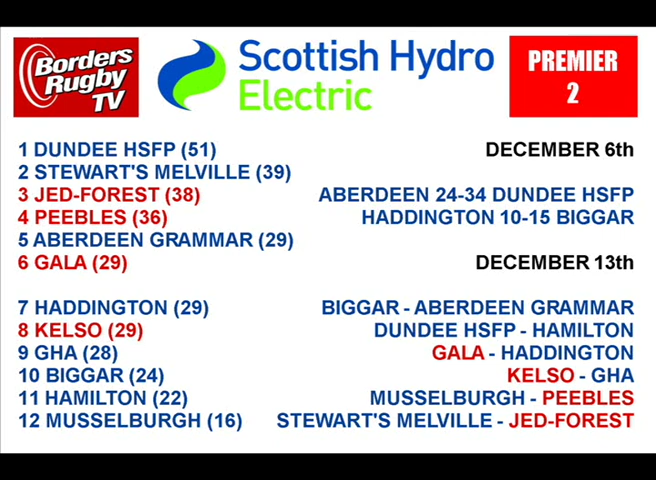 Borders
Rugby
TV
Scottish Hydro
Electric
PREMIER
2
1 DUNDEE HSFP (51)
2 STEWART'S MELVILLE (39)
3 JED-FOREST (38)
4 PEEBLES (36)
5 ABERDEEN GRAMMAR (29)
6 GALA (29)
7 HADDINGTON (29)
8 KELSO (29)
9 GHA (28)
10 BIGGAR (24)
11 HAMILTON (22)
12 MUSSELBURGH (16)
DECEMBER 6th
ABERDEEN 24-34 DUNDEE HSFP
HADDINGTON 10-15 BIGGAR
DECEMBER 13th
BIGGAR - ABERDEEN GRAMMAR
DUNDEE HSFP - HAMILTON
GALA - HADDINGTON
KELSO - GHA
MUSSELBURGH - PEEBLES
STEWART'S MELVILLE - JED-FOREST